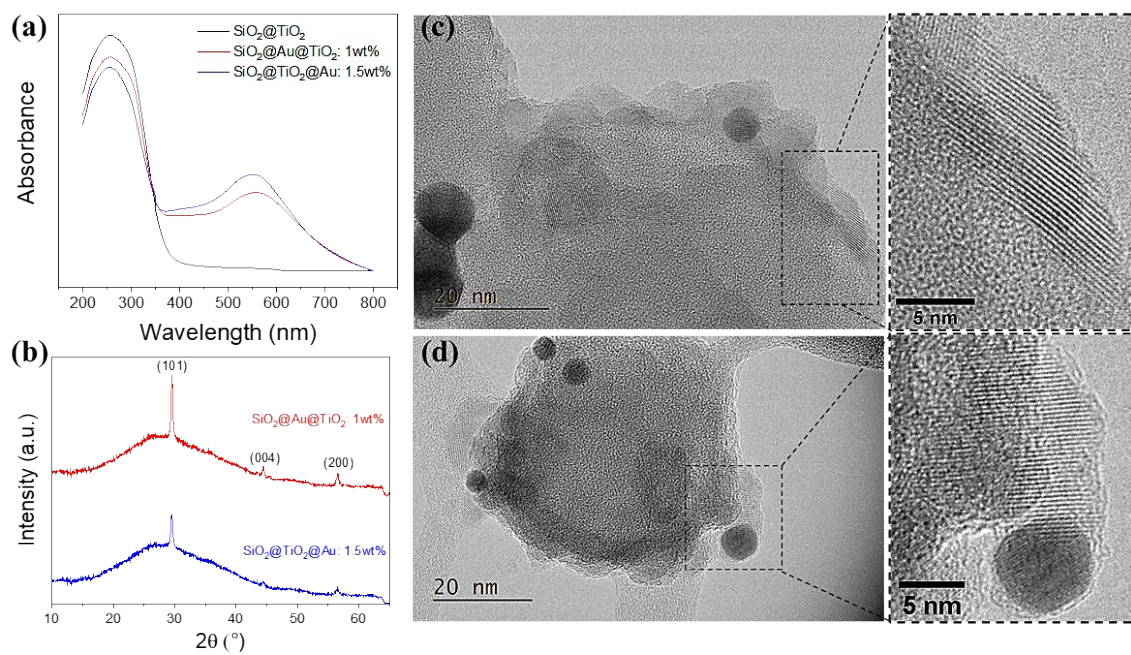 (a)
SiO₂@TiO₂
SiO₂@Au@TiO₂: 1wt%
SiO₂@TiO₂@Au: 1.5wt%
Absorbance
200 300 400 500 600 700 800
Wavelength (nm)
(b)
(101)
SiO₂@Au@TiO₂: 1wt%
(004)
(200)
SiO₂@TiO₂@Au: 1.5wt%
Intensity (a.u.)
10 20 30 40 50 60
2θ (°)
(c)
20 nm
5 nm
(d)
20 nm
5 nm